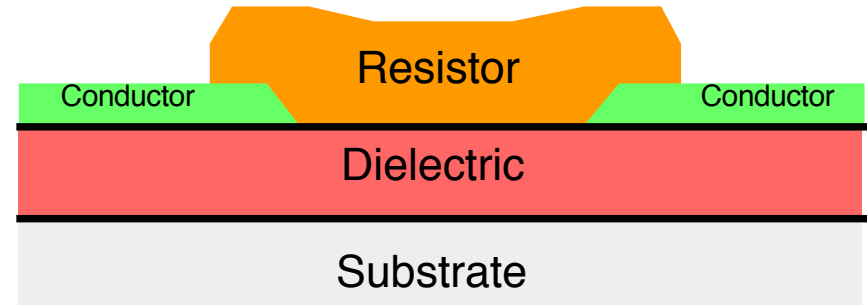 Resistor
Conductor
Conductor
Dielectric
Substrate